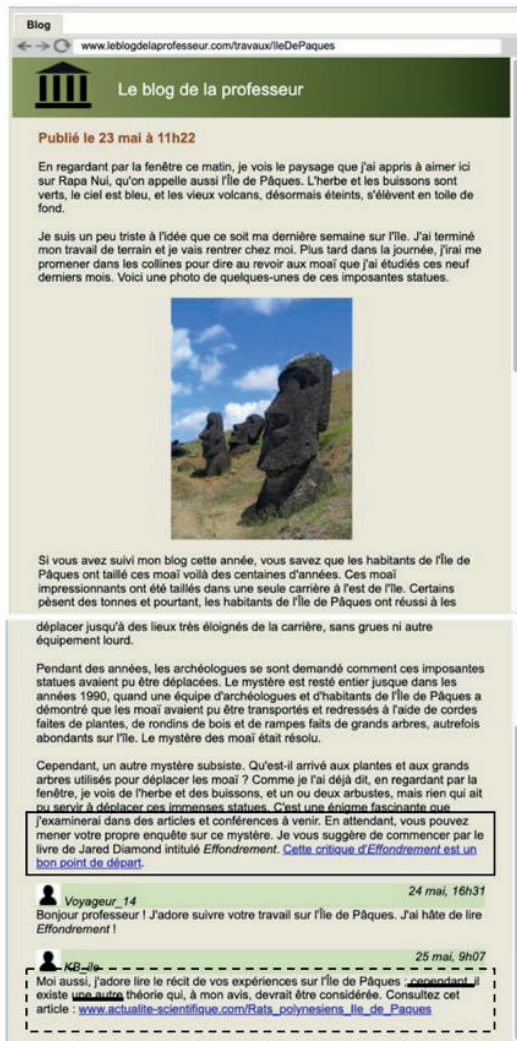 Blog
www.leblogdelaprofesseur.com/travaux/IleDePaques
Le blog de la professeur
Publié le 23 mai à 11h22
En regardant par la fenêtre ce matin, je vois le paysage que j'ai appris à aimer ici
sur Rapa Nui, qu'on appelle aussi l'Île de Pâques. L'herbe et les buissons sont
verts, le ciel est bleu, et les vieux volcans, désormais éteints, s'élèvent en toile de
fond.
Je suis un peu triste à l'idée que ce soit ma dernière semaine sur l'île. J'ai terminé
mon travail de terrain et je vais rentrer chez moi. Plus tard dans la journée, j'irai me
promener dans les collines pour dire au revoir aux moaï que j'ai étudiés ces neuf
derniers mois. Voici une photo de quelques-unes de ces imposantes statues.
Si vous avez suivi mon blog cette année, vous savez que les habitants de l'Île de
Pâques ont taillé ces moaï voilà des centaines d'années. Ces moaï
impressionnants ont été taillés dans une seule carrière à l'est de l'île. Certains
pèsent des tonnes et pourtant, les habitants de l'Île de Pâques ont réussi à les
déplacer jusqu'à des lieux très éloignés de la carrière, sans grues ni autre
équipement lourd.
Pendant des années, les archéologues se sont demandé comment ces imposantes
statues avaient pu être déplacées. Le mystère est resté entier jusque dans les
années 1990, quand une équipe d'archéologues et d'habitants de l'Île de Pâques a
démontré que les moaï avaient pu être transportés et redressés à l'aide de cordes
faites de plantes, de rondins de bois et de rampes faits de grands arbres, autrefois
abondants sur l'île. Le mystère des moaï était résolu.
Cependant, un autre mystère subsiste. Qu'est-il arrivé aux plantes et aux grands
arbres utilisés pour déplacer les moaï ? Comme je l'ai déjà dit, en regardant par la
fenêtre, je vois de l'herbe et des buissons, et un ou deux arbustes, mais rien qui ait
pu servir à déplacer ces immenses statues. C'est une énigme fascinante que
j'examinerai dans des articles et conférences à venir. En attendant, vous pouvez
mener votre propre enquête sur ce mystère. Je vous suggère de commencer par le
livre de Jared Diamond intitulé Effondrement. Cette critique d'Effondrement est un
bon point de départ.
Voyageur_14 24 mai, 16h31
Bonjour professeur ! J'adore suivre votre travail sur l'Île de Pâques. J'ai hâte de lire
Effondrement !
KB_ile 25 mai, 9h07
Moi aussi, j'adore lire le récit de vos expériences sur l'Île de Pâques ; cependant, il
existe une autre théorie qui, à mon avis, devrait être considérée. Consultez cet
article : www.actualite-scientifique.com/Rats_polynesiens_Ile_de_Paques